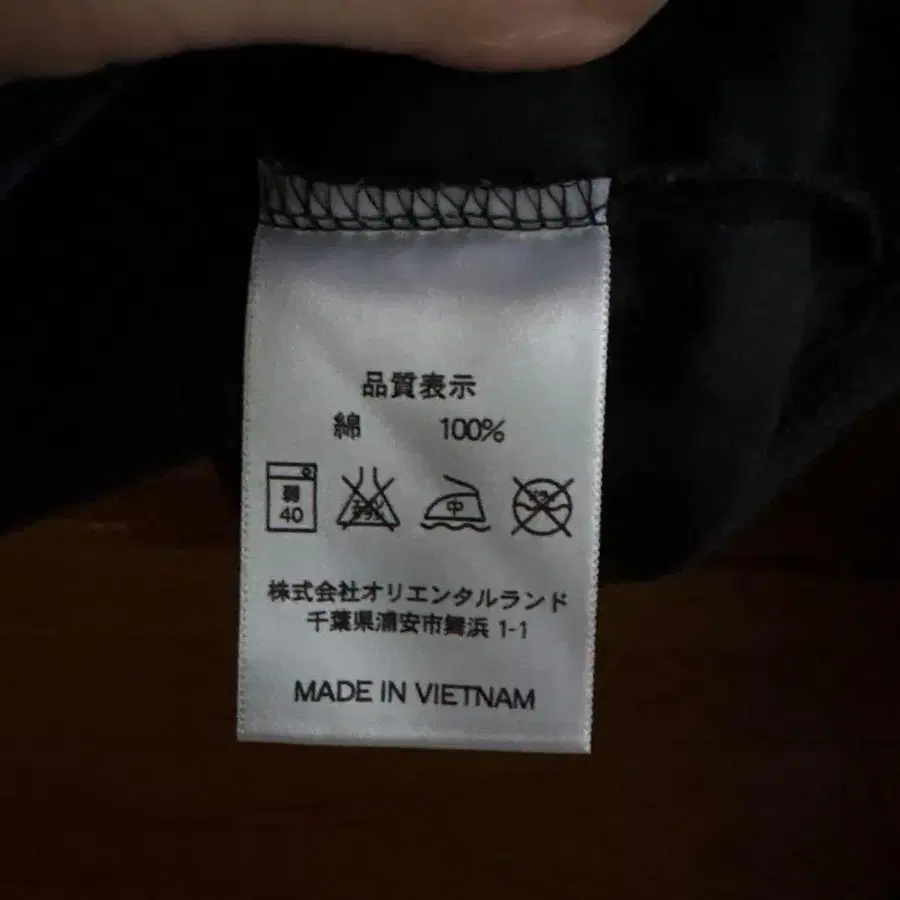 品質表示
綿 100%
弱 中
40
株式会社オリエンタルランド
千葉県浦安市舞浜 1-1
MADE IN VIETNAM